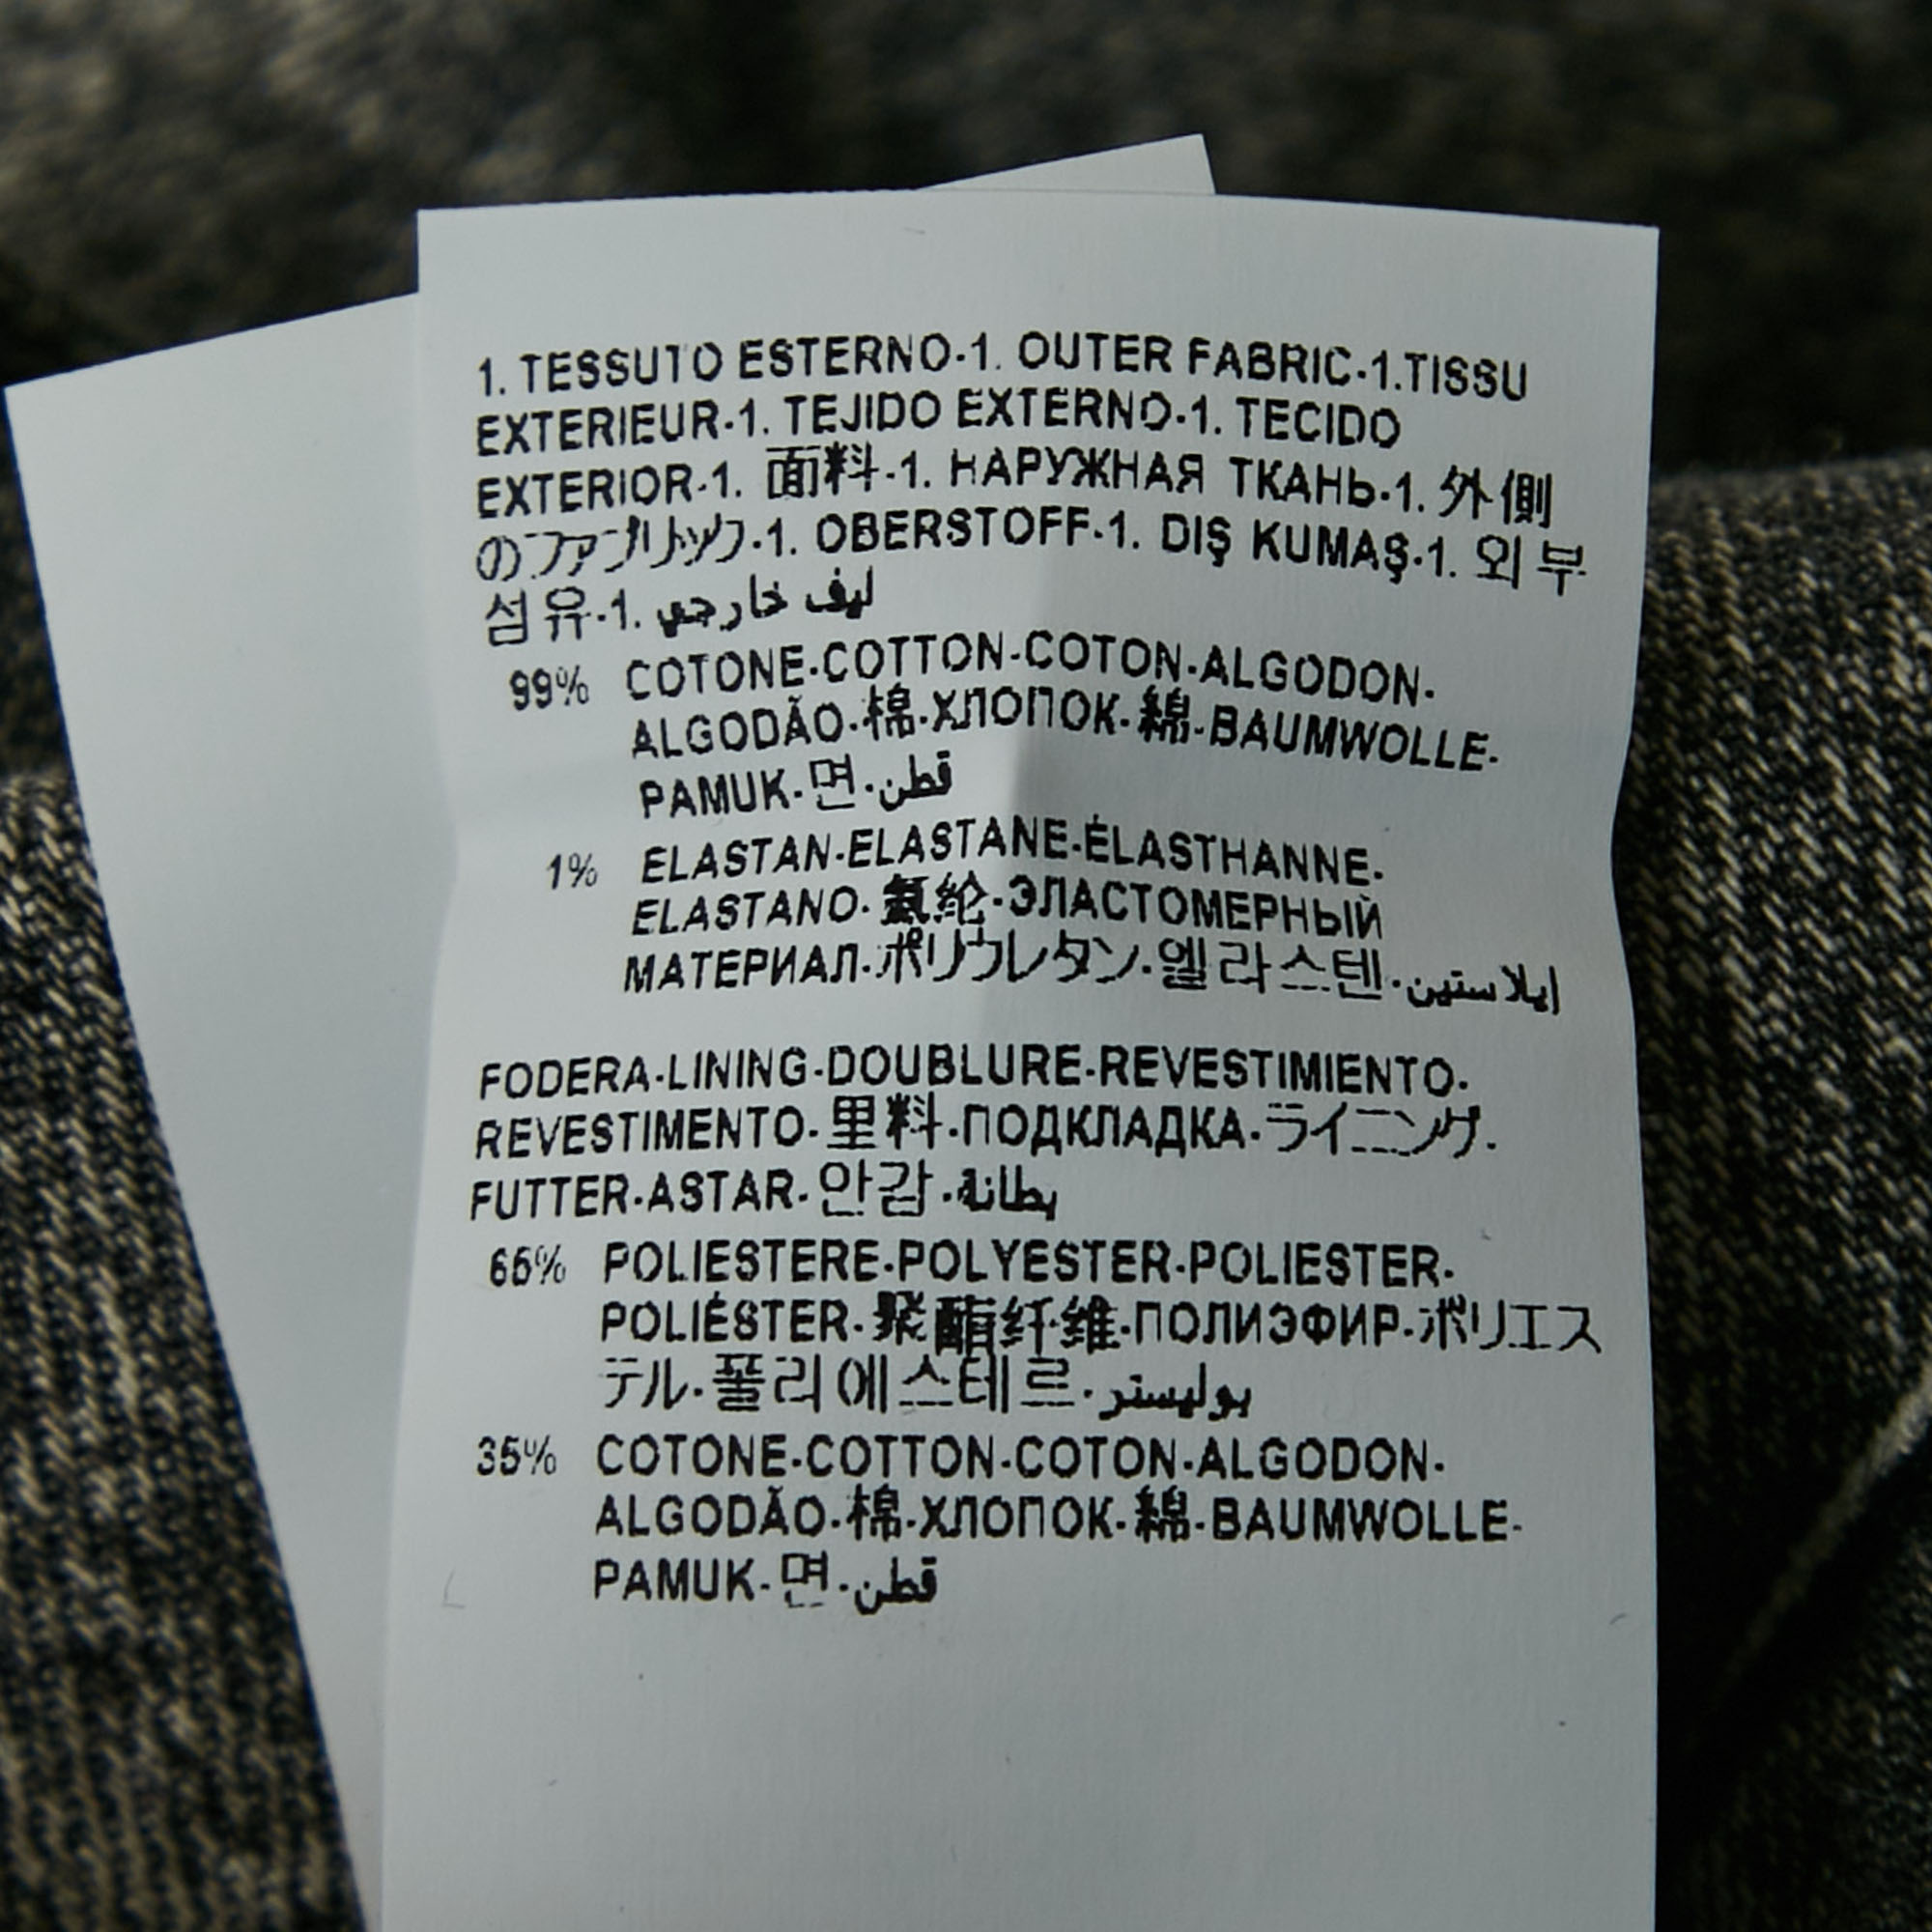 1. TESSUTO ESTERNO-1. OUTER FABRIC-1.TISSU
EXTERIEUR-1. TEJIDO EXTERNO-1. TECIDO
EXTERIOR-1. 面料-1. НАРУЖНАЯ ТКАНЬ-1. 外側
のファブリック-1. OBERSTOFF-1. DIŞ KUMAŞ-1. 외부
섬유-1. ليف خارجي
99% COTONE-COTTON-COTON-ALGODON-
ALGODÃO-棉-ХЛОПОК-綿-BAUMWOLLE-
PAMUK-면-قطن
1% ELASTAN-ELASTANE-ÉLASTHANNE-
ELASTANO-氨纶-ЭЛАСТОМЕРНЫЙ
МАТЕРИАЛ-ポリウレタン-엘라스텐-ايلاستين
FODERA-LINING-DOUBLURE-REVESTIMIENTO-
REVESTIMENTO-里料-ПОДКЛАДКА-ライニング-
FUTTER-ASTAR-안감-بطانة
65% POLIESTERE-POLYESTER-POLIESTER-
POLIÉSTER-聚酯纤维-ПОЛИЭФИР-ポリエス
テル-폴리에스테르-بوليستر
35% COTONE-COTTON-COTON-ALGODON-
ALGODÃO-棉-ХЛОПОК-綿-BAUMWOLLE-
PAMUK-면-قطن